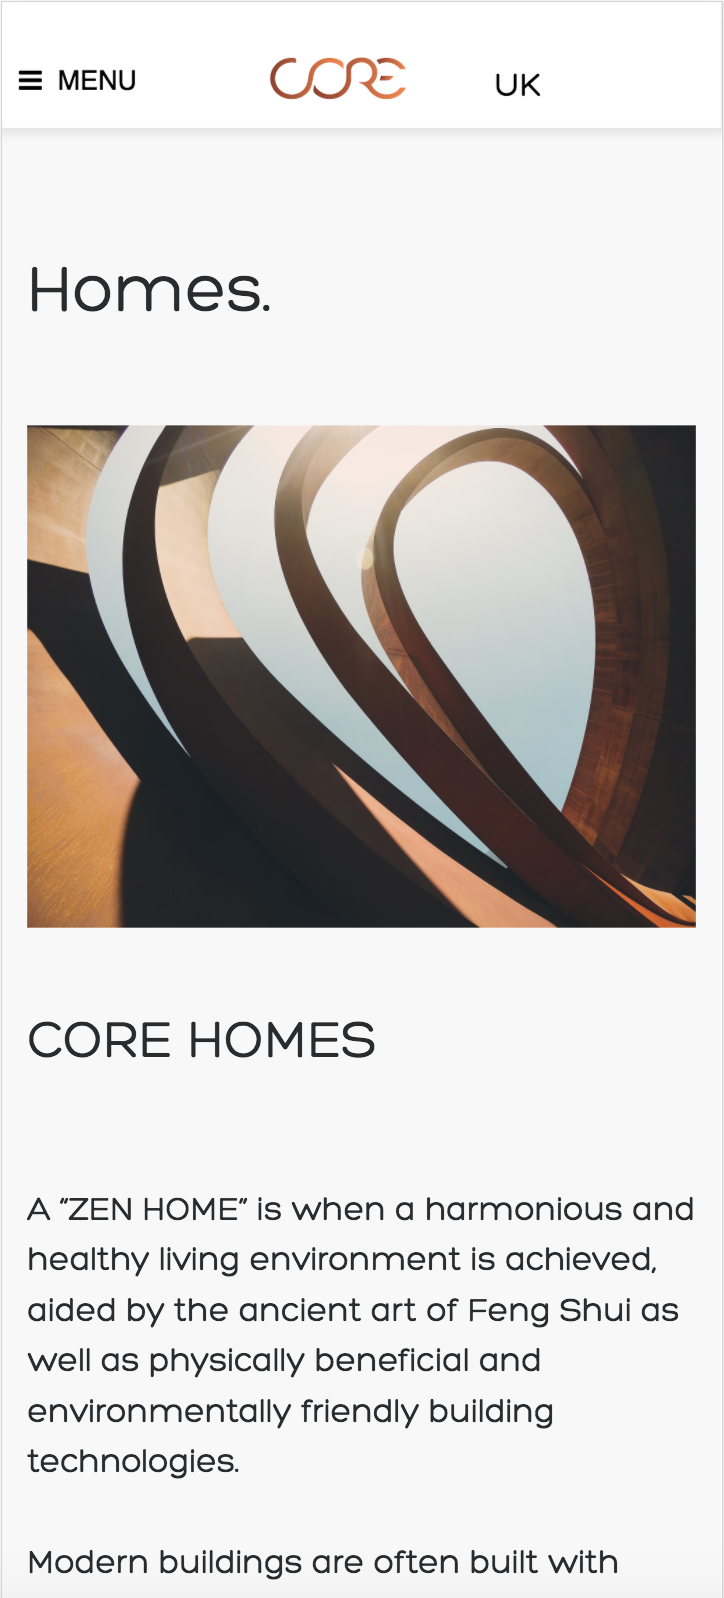 MENU
CORE
UK
Homes.
CORE HOMES
A “ZEN HOME” is when a harmonious and
healthy living environment is achieved,
aided by the ancient art of Feng Shui as
well as physically beneficial and
environmentally friendly building
technologies.
Modern buildings are often built with